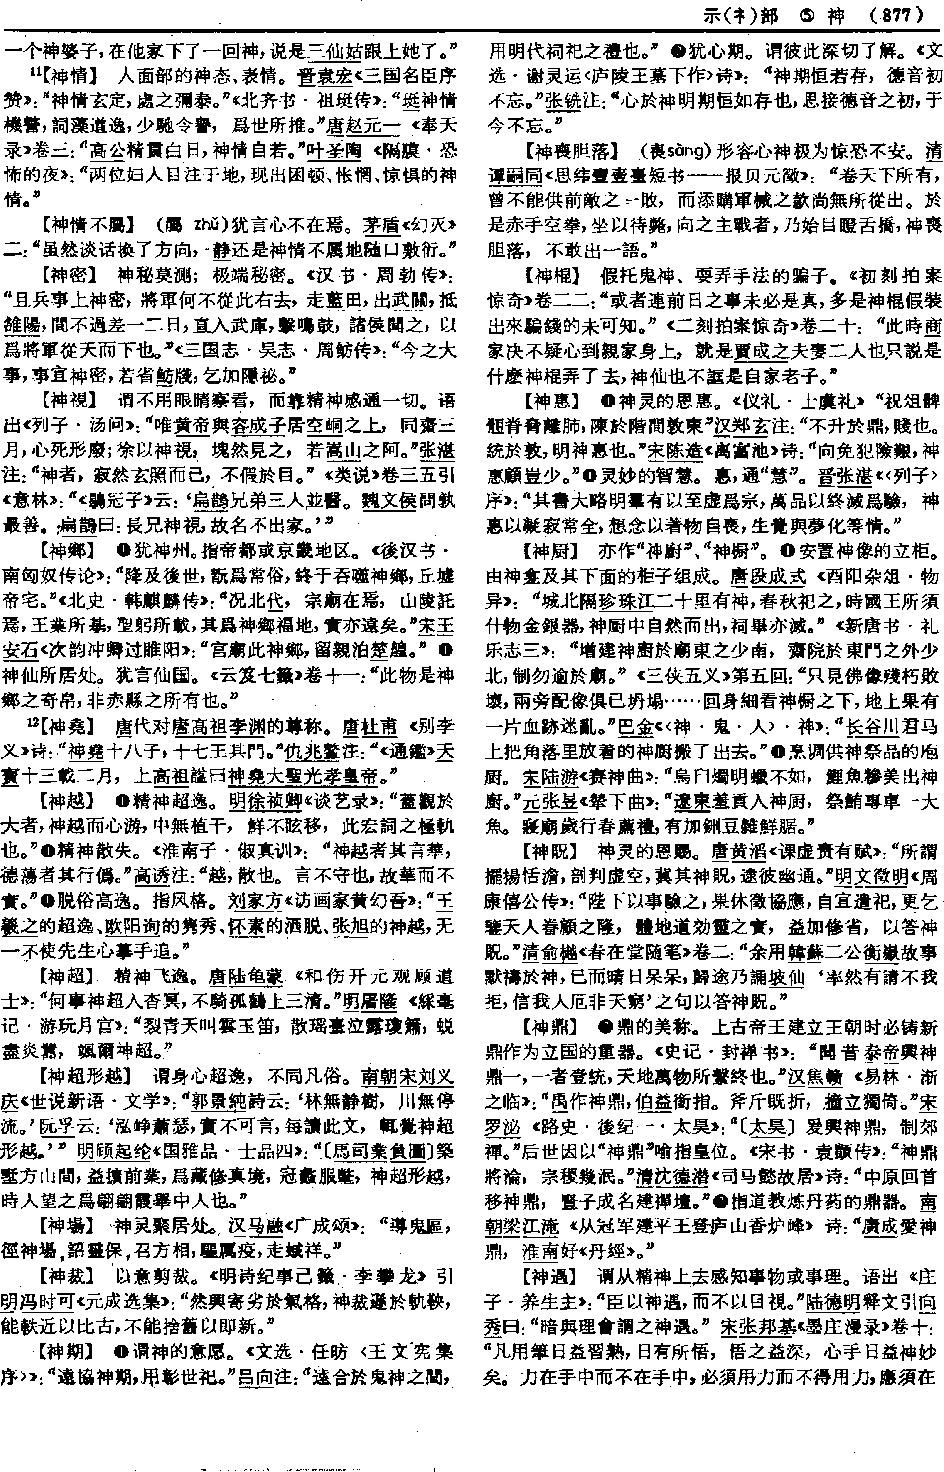 示(礻)部 ⑤ 神 (877)
一个神婆子,在他家下了一回神,说是三仙姑跟上她了。”
¹¹【神情】 人面部的神态、表情。晋袁宏《三国名臣序
赞》:“神情玄定,處之彌泰。”《北齐书·祖珽传》:“珽神情
機警,詞藻遒逸,少馳令譽,爲世所推。”唐赵元一《奉天
录》卷三:“高公精貫白日,神情自若。”叶圣陶《隔膜·恐
怖的夜》:“两位妇人目注于地,现出困顿、怅惘、惊惧的神
情。”
【神情不屬】 (屬 zhǔ)犹言心不在焉。茅盾《幻灭》
二:“虽然谈话换了方向,静还是神情不属地随口敷衍。”
【神密】 神秘莫测;极端秘密。《汉书·周勃传》:
“且兵事上神密,將軍何不從此右去,走藍田,出武關,抵
雒陽,間不過差一二日,直入武庫,擊鳴鼓,諸侯聞之,以
爲將軍從天而下也。”《三国志·吴志·周鲂传》:“今之大
事,事宜神密,若省魴牋,乞加隱祕。”
【神視】 谓不用眼睛察看,而靠精神感通一切。语
出《列子·汤问》:“唯黄帝與容成子居空峒之上,同齋三
月,心死形廢;徐以神視,塊然見之,若嵩山之阿。”张湛
注:“神者,寂然玄照而已,不假於目。”《类说》卷三五引
《意林》:“《鶡冠子》云:‘扁鵲兄弟三人並醫。魏文侯問孰
最善。扁鵲曰:長兄神視,故名不出家。’”
【神鄉】 ❶犹神州。指帝都或京畿地区。《後汉书·
南匈奴传论》:“降及後世,翫爲常俗,終于吞噬神鄉,丘墟
帝宅。”《北史·韩麒麟传》:“况北代,宗廟在焉,山陵託
焉,王業所基,聖躬所載,其爲神鄉福地,實亦遠矣。”宋王
安石《次韵冲卿过睢阳》:“宫廟此神鄉,留親泊楚艎。”❷
神仙所居处。犹言仙国。《云笈七籤》卷十一:“此物是神
鄉之奇帛,非赤縣之所有也。”
¹²【神堯】 唐代对唐高祖李渊的尊称。唐杜甫《别李
义》诗:“神堯十八子,十七王其門。”仇兆鳌注:“《通鑑》天
寶十三載二月,上高祖諡曰神堯大聖光孝皇帝。”
【神越】 ❶精神超逸。明徐祯卿《谈艺录》:“蓋觀於
大者,神越而心游,中無植干,鮮不眩移,此宏詞之極軌
也。”❷精神散失。《淮南子·俶真训》:“神越者其言華,
德蕩者其行僞。”高诱注:“越,散也。言不守也,故華而不
實。”❸脱俗高逸。指风格。刘家方《访画家黄幻吾》:“王
羲之的超逸、欧阳询的隽秀、怀素的洒脱、张旭的神越,无
一不使先生心摹手追。”
【神超】 精神飞逸。唐陆龟蒙《和伤开元观顾道
士》:“何事神超入杳冥,不騎孤鶴上三清。”明屠隆《綵毫
记·游玩月宫》:“裂青天叫雲玉笛,散瑶臺泣露瓊簫,蜕
盡炎囂,颯爾神超。”
【神超形越】 谓身心超逸,不同凡俗。南朝宋刘义
庆《世说新语·文学》:“郭景純詩云:‘林無静樹,川無停
流。’阮孚云:‘泓崢蕭瑟,實不可言,每讀此文,輒覺神超
形越。’” 明顾起纶《国雅品·士品四》:“〔馬司業負圖〕築
墅方山間,益擴前業,爲藏修真境,冠蓋服鼇,神超形越,
時人望之爲翩翩霞舉中人也。”
【神場】 神灵聚居处。汉马融《广成颂》:“導鬼區,
徑神場,詔靈保,召方相,驅厲疫,走蜮祥。”
【神裁】 以意剪裁。《明诗纪事己籤·李攀龙》引
明冯时可《元成选集》:“然興寄劣於氣格,神裁遜於軌鞅,
能軼近以比古,不能捨舊以即新。”
【神期】 ❶谓神的意愿。《文选·任昉〈王文宪集
序〉》:“遠協神期,用彰世祀。”吕向注:“遠合於鬼神之間,
用明代祠祀之禮也。”❷犹心期。谓彼此深切了解。《文
选·谢灵运〈庐陵王墓下作〉诗》:“神期恒若存,德音初
不忘。”张铣注:“心於神明期恒如存也,思接德音之初,于
今不忘。”
【神喪胆落】 (喪sàng)形容心神极为惊恐不安。清
谭嗣同《思纬壹壹臺短书——报贝元徵》:“卷天下所有,
曾不能供前敵之一敗,而添購軍械之款尚無所從出。於
是赤手空拳,坐以待斃,向之主戰者,乃始目瞪舌撟,神喪
胆落,不敢出一語。”
【神棍】 假托鬼神、耍弄手法的骗子。《初刻拍案
惊奇》卷二二:“或者連前日之事未必是真,多是神棍假裝
出來騙錢的未可知。”《二刻拍案惊奇》卷二十:“此時商
家决不疑心到親家身上,就是賈成之夫妻二人也只說是
什麽神棍弄了去,神仙也不誆是自家老子。”
【神惠】 ❶神灵的恩惠。《仪礼·士虞礼》“祝俎髀
脰脊脅離肺,陳於階間敦東”汉郑玄注:“不升於鼎,賤也。
統於敦,明神惠也。”宋陈造《禹富池》诗:“向免犯險艱,神
惠顧豈少。”❷灵妙的智慧。惠,通“慧”。晋张湛《〈列子〉
序》:“其書大略明羣有以至虚爲宗,萬品以終滅爲驗,神
惠以凝寂常全,想念以著物自喪,生覺與夢化等情。”
【神厨】 亦作“神廚”、“神櫥”。❶安置神像的立柜。
由神龛及其下面的柜子组成。唐段成式《酉阳杂俎·物
异》:“城北隔珍珠江二十里有神,春秋祀之,時國王所須
什物金銀器,神厨中自然而出,祠畢亦滅。”《新唐书·礼
乐志三》:“增建神廚於廟東之少南,齋院於東門之外少
北,制勿逾於廟。”《三侠五义》第五回:“只見佛像殘朽敗
壞,兩旁配像俱已坍塌……回身細看神櫥之下,地上果有
一片血跡迷亂。”巴金《〈神·鬼·人〉·神》:“长谷川君马
上把角落里放着的神厨搬了出去。”❷烹调供神祭品的庖
厨。宋陆游《賽神曲》:“烏臼燭明蠟不如,鯉魚糝美出神
廚。”元张昱《辇下曲》:“遼東羞貢入神厨,祭鮪專車一大
魚。寢廟歲行春薦禮,有加鉶豆雜鮮腒。”
【神貺】 神灵的恩赐。唐黄滔《课虚责有赋》:“所謂
擺揚恬澹,剖判虚空,冀其神貺,逮彼幽通。”明文徵明《周
康僖公传》:“陛下以事驗之,果休徵協應,自宜遣祀,更乞
鑒天人眷顧之隆,體地道効靈之實,益加修省,以答神
貺。”清俞樾《春在堂随笔》卷二:“余用韓蘇二公衡嶽故事
默禱於神,已而晴日杲杲,歸途乃誦坡仙‘率然有請不我
拒,信我人厄非天窮’之句以答神貺。”
【神鼎】 ❶鼎的美称。上古帝王建立王朝时必铸新
鼎作为立国的重器。《史记·封禅书》:“聞昔泰帝興神
鼎一,一者壹統,天地萬物所繫終也。”汉焦赣《易林·渐
之临》:“禹作神鼎,伯益銜指。斧斤既折,橦立獨倚。”宋
罗泌《路史·後纪一·太昊》:“〔太昊〕爰興神鼎,制郊
禪。”后世因以“神鼎”喻指皇位。《宋书·袁顗传》:“神鼎
將淪,宗稷幾泯。”清沈德潜《司马懿故居》诗:“中原回首
移神鼎,豎子成名建禪壇。”❷指道教炼丹药的鼎器。南
朝梁江淹《从冠军建平王登庐山香炉峰》诗:“廣成愛神
鼎,淮南好《丹經》。”
【神遇】 谓从精神上去感知事物或事理。语出《庄
子·养生主》:“臣以神遇,而不以目視。”陆德明释文引向
秀曰:“暗與理會謂之神遇。”宋张邦基《墨庄漫录》卷十:
“凡用筆日益習熟,日有所悟,悟之益深,心手日益神妙
矣。力在手中而不在手中,必須用力而不得用力,應須在